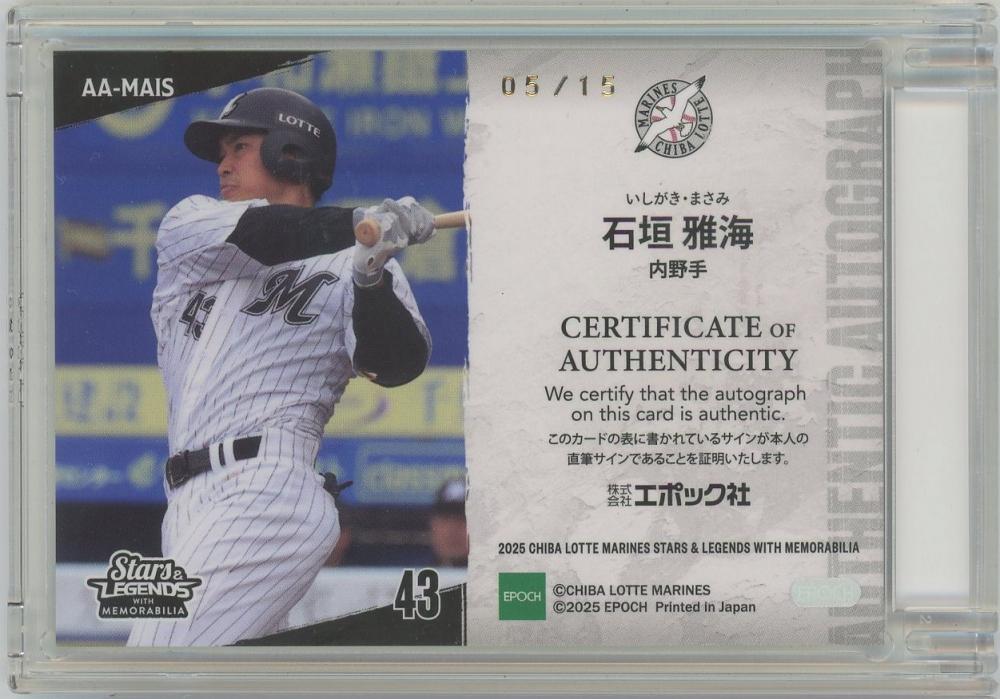 AA-MAIS
05/15
MARINES
CHIBA LOTTE
LOTTE
M
43
いしがき・まさみ
石垣 雅海
内野手
CERTIFICATE OF
AUTHENTICITY
We certify that the autograph
on this card is authentic.
このカードの表に書かれているサインが本人の
直筆サインであることを証明いたします。
株式会社エポック社
2025 CHIBA LOTTE MARINES STARS & LEGENDS WITH MEMORABILIA
EPOCH
©CHIBA LOTTE MARINES
©2025 EPOCH Printed in Japan
Stars &
LEGENDS
WITH
MEMORABILIA
43
AUTHENTIC AUTOGRAPH